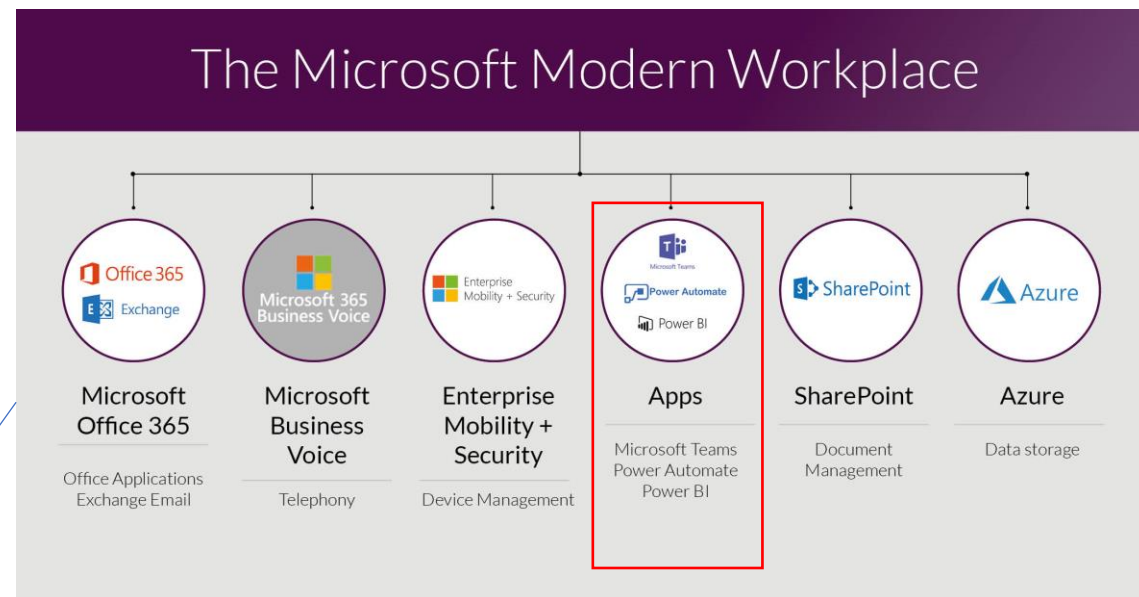 The Microsoft Modern Workplace
Office 365
E Exchange
Microsoft 365
Business Voice
Enterprise
Mobility + Security
T
Microsoft Teams
Power Automate
Power BI
S SharePoint
Azure
Microsoft
Office 365
Office Applications
Exchange Email
Microsoft
Business
Voice
Telephony
Enterprise
Mobility +
Security
Device Management
Apps
Microsoft Teams
Power Automate
Power BI
SharePoint
Document
Management
Azure
Data storage